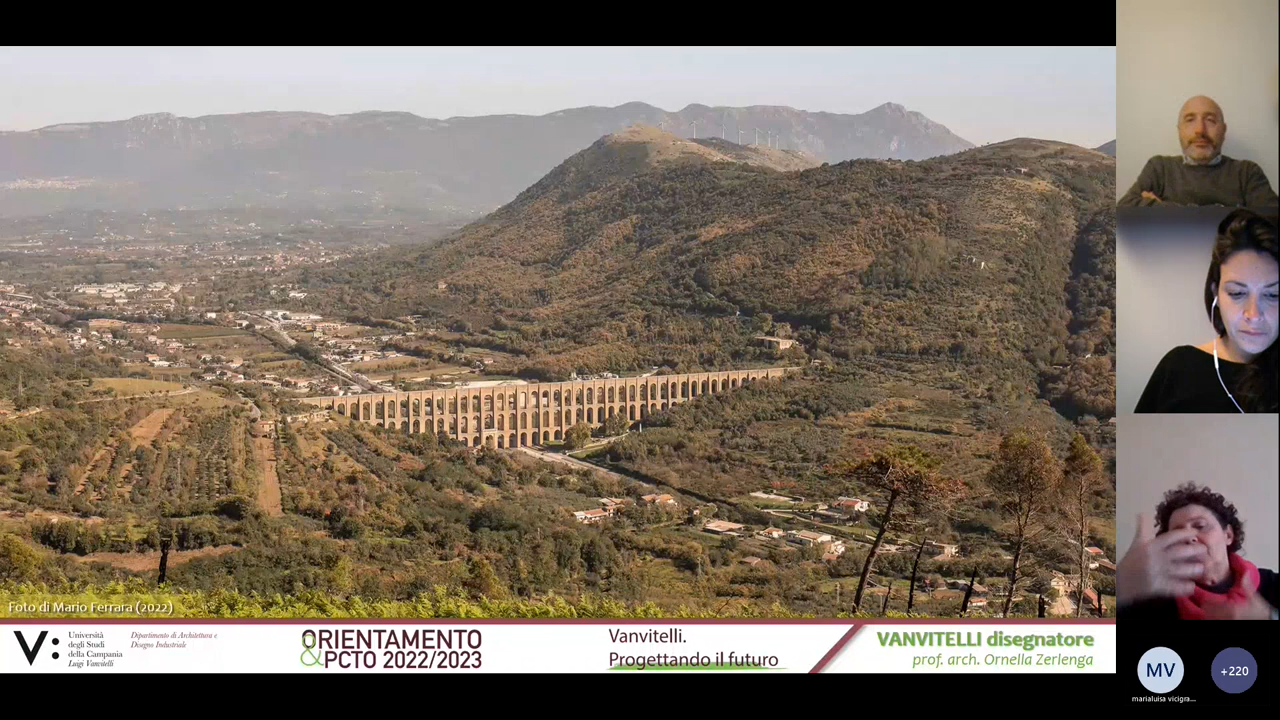 Foto di Mario Ferrara (2022)
V:
Università
degli Studi
della Campania
Luigi Vanvitelli
Dipartimento di Architettura e
Disegno Industriale
ORIENTAMENTO
&PCTO 2022/2023
Vanvitelli.
Progettando il futuro
VANVITELLI disegnatore
prof. arch. Ornella Zerlenga
MV
+220
marialuisa vicigra...